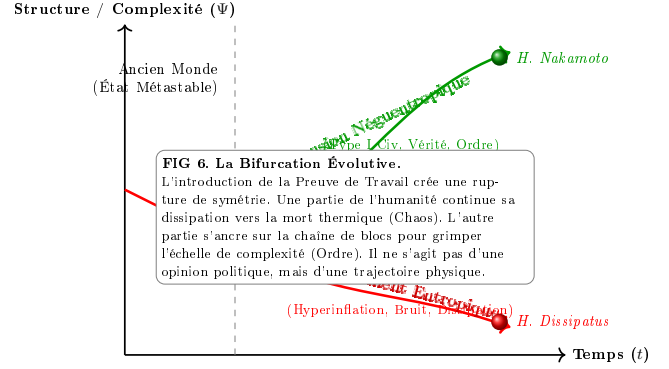 Structure / Complexité (Ψ)
Ancien Monde
(État Métastable)
H. Nakamoto
Néguentropique
Civ, Vérité, Ordre)
FIG 6. La Bifurcation Évolutive.
L'introduction de la Preuve de Travail crée une rup-
ture de symétrie. Une partie de l'humanité continue sa
dissipation vers la mort thermique (Chaos). L'autre
partie s'ancre sur la chaîne de blocs pour grimper
l'échelle de complexité (Ordre). Il ne s'agit pas d'une
opinion politique, mais d'une trajectoire physique.
Entropique
(Hyperinflation, Bruit, Dissipation)
H. Dissipatus
Temps (t)